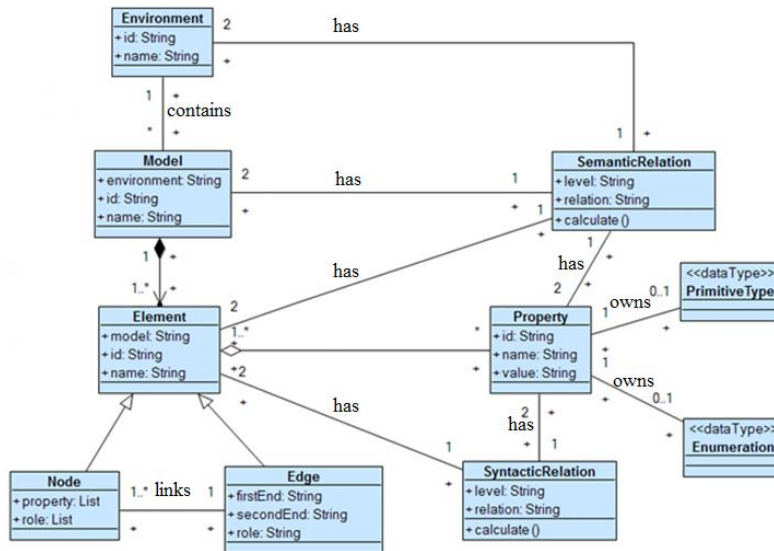 Environment
+ id: String
+ name: String
2
+
has
1
+
contains
*
+
1
+
Model
+ environment: String
+ id: String
+ name: String
2
+
has
1
+
SemanticRelation
+ level: String
+ relation: String
+ calculate ()
1
+
1
+
1..*
+
has
2
1
+
has
2
+
Element
+ model: String
+ id: String
+ name: String
1..*
+
*
+
Property
+ id: String
+ name: String
+ value: String
1
+
owns
0..1
+
<<dataType>>
PrimitiveType
1
+
owns
0..1
+
<<dataType>>
Enumeration
+
2
+
has
1
+
2
+
has
+
1
+
SyntacticRelation
+ level: String
+ relation: String
+ calculate ()
Node
+ property: List
+ role: List
1..*
+
links
1
+
Edge
+ firstEnd: String
+ secondEnd: String
+ role: String